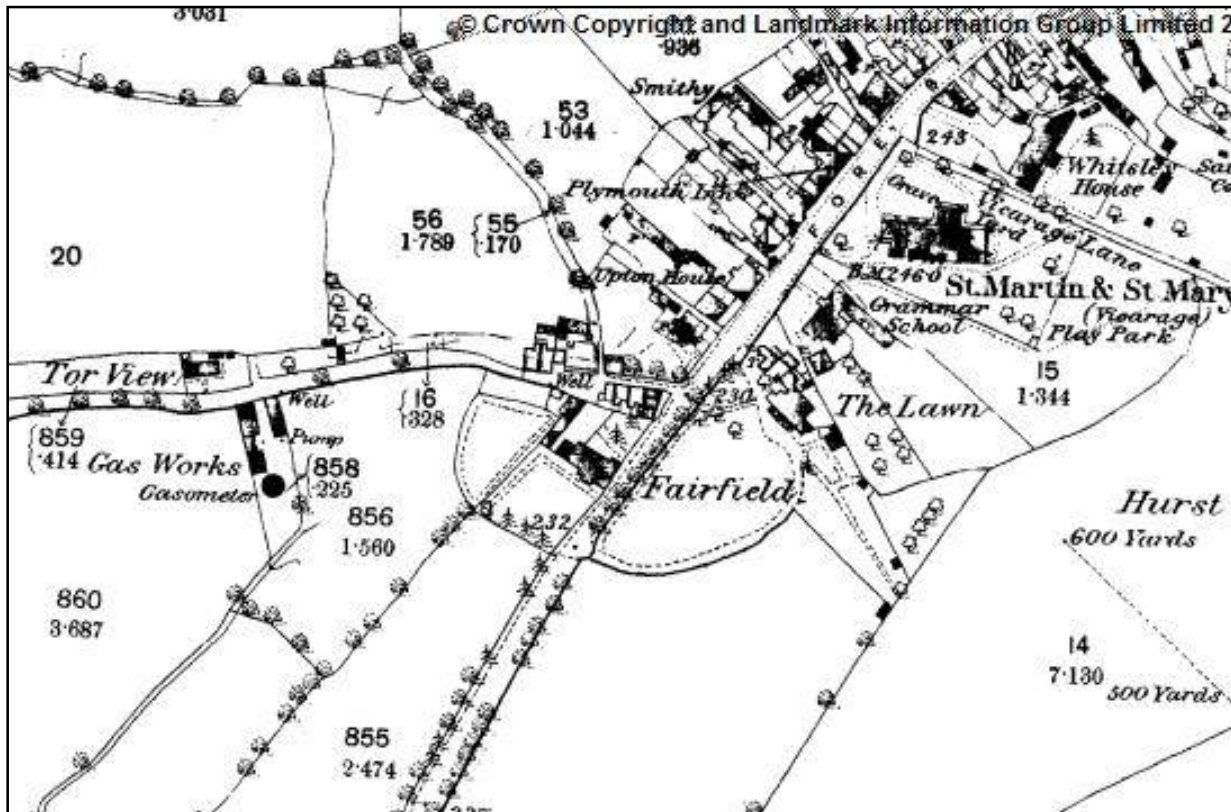 © Crown Copyright and Landmark Information Group Limited 2
3·031
·936
Smithy
53
1·044
243
Whitsley
House
Plymouth Inn
FORE
Grave
Yard
Vicarage Lane
56
1·789
55
·170
20
Upton House
B.M.246·0
St. Martin & St Mary
(Vicarage)
Grammar
School
Play Park
15
1·344
Tor View
Well
Well
16
·328
230
The Lawn
859
·414
Pump
Gas Works
Gasometer
858
·225
Fairfield
Hurst
600 Yards
856
1·560
232
860
3·687
14
7·130
500 Yards
855
2·474